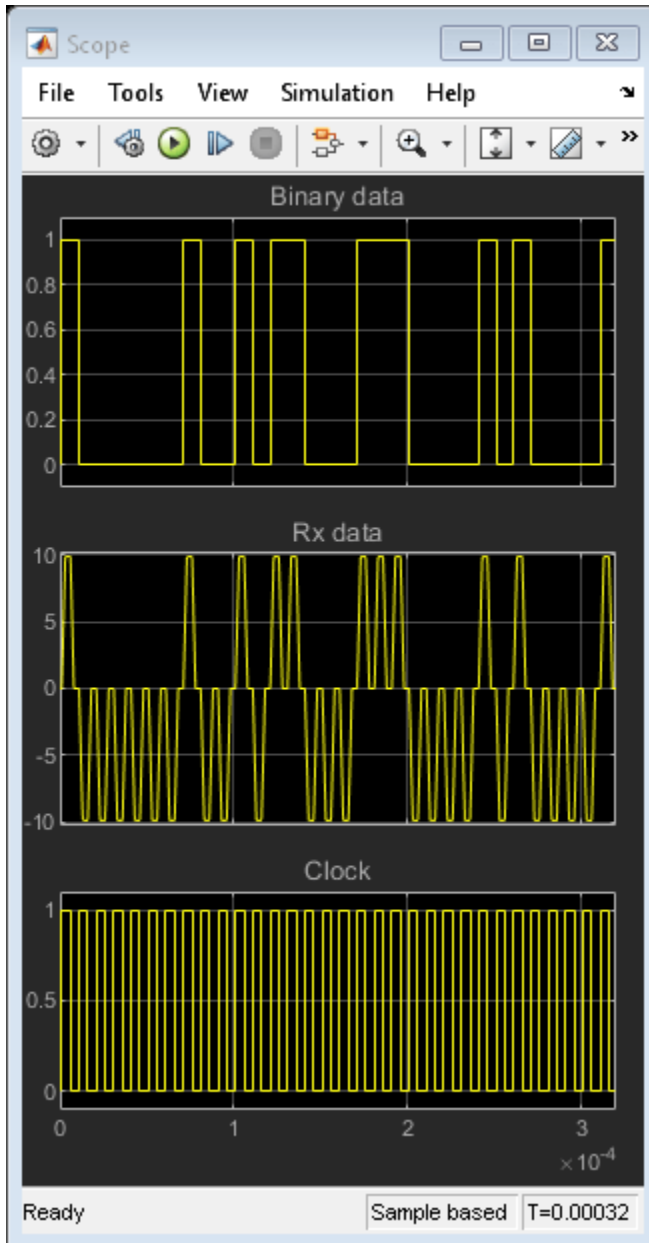 Scope
File Tools View Simulation Help
Binary data
1
0.8
0.6
0.4
0.2
0
Rx data
10
5
0
-5
-10
Clock
1
0.5
0
0 1 2 3
×10-4
Ready Sample based T=0.00032